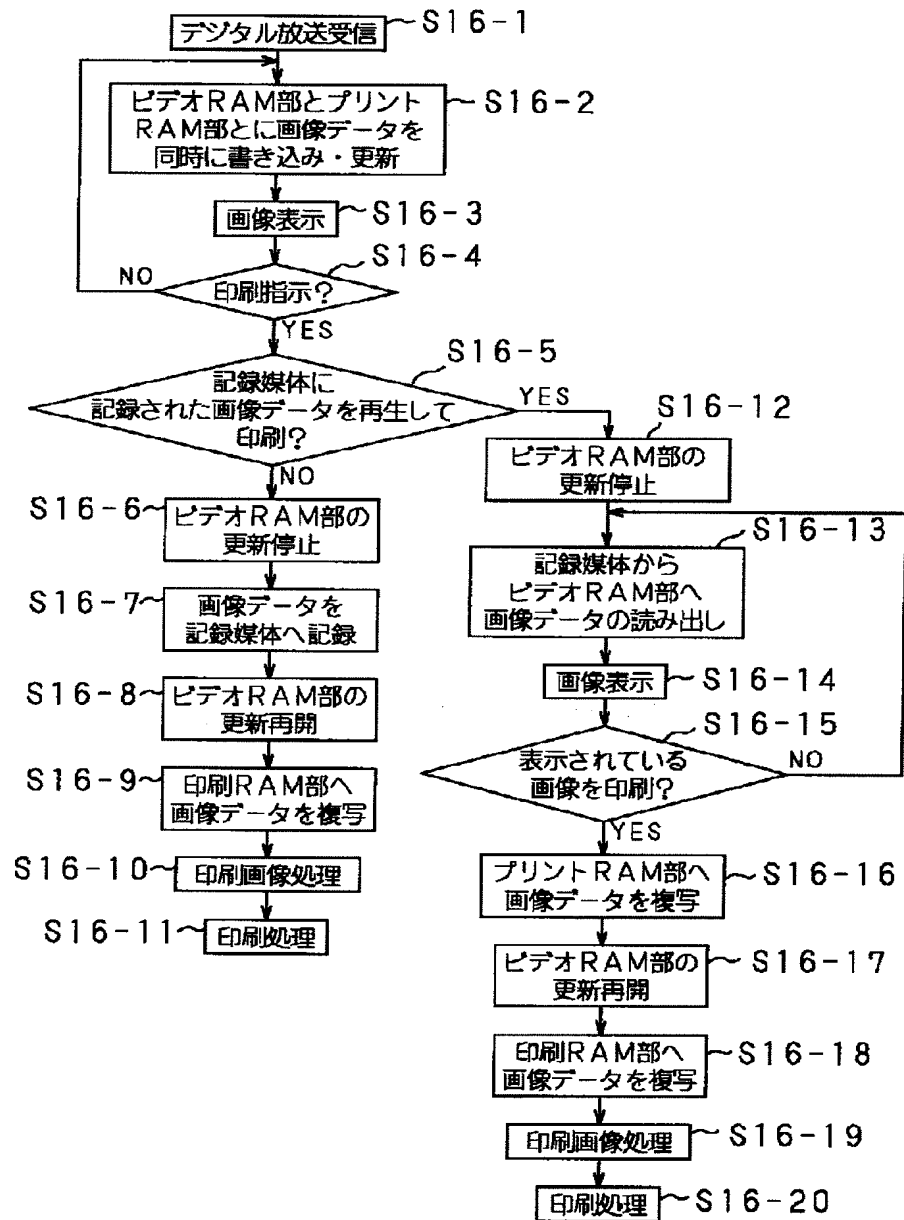 デジタル放送受信
S16-1
ビデオRAM部とプリント
RAM部とに画像データを
同時に書き込み・更新
S16-2
画像表示
S16-3
S16-4
NO
印刷指示?
YES
S16-5
記録媒体に
記録された画像データを再生して
印刷?
YES
NO
S16-6
ビデオRAM部の
更新停止
S16-7
画像データを
記録媒体へ記録
S16-8
ビデオRAM部の
更新再開
S16-9
印刷RAM部へ
画像データを複写
S16-10
印刷画像処理
S16-11
印刷処理
S16-12
ビデオRAM部の
更新停止
S16-13
記録媒体から
ビデオRAM部へ
画像データの読み出し
画像表示
S16-14
S16-15
表示されている
画像を印刷?
NO
YES
プリントRAM部へ
画像データを複写
S16-16
ビデオRAM部の
更新再開
S16-17
印刷RAM部へ
画像データを複写
S16-18
印刷画像処理
S16-19
印刷処理
S16-20